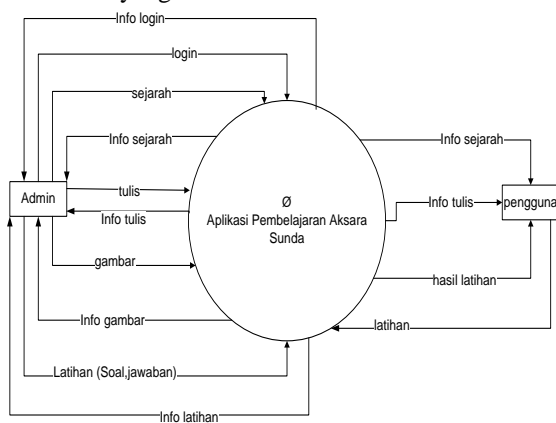 Info login
login
sejarah
Info sejarah
Info sejarah
Admin
tulis
Info tulis
Ø
Aplikasi Pembelajaran Aksara
Sunda
Info tulis
pengguna
gambar
hasil latihan
Info gambar
latihan
Latihan (Soal,jawaban)
Info latihan